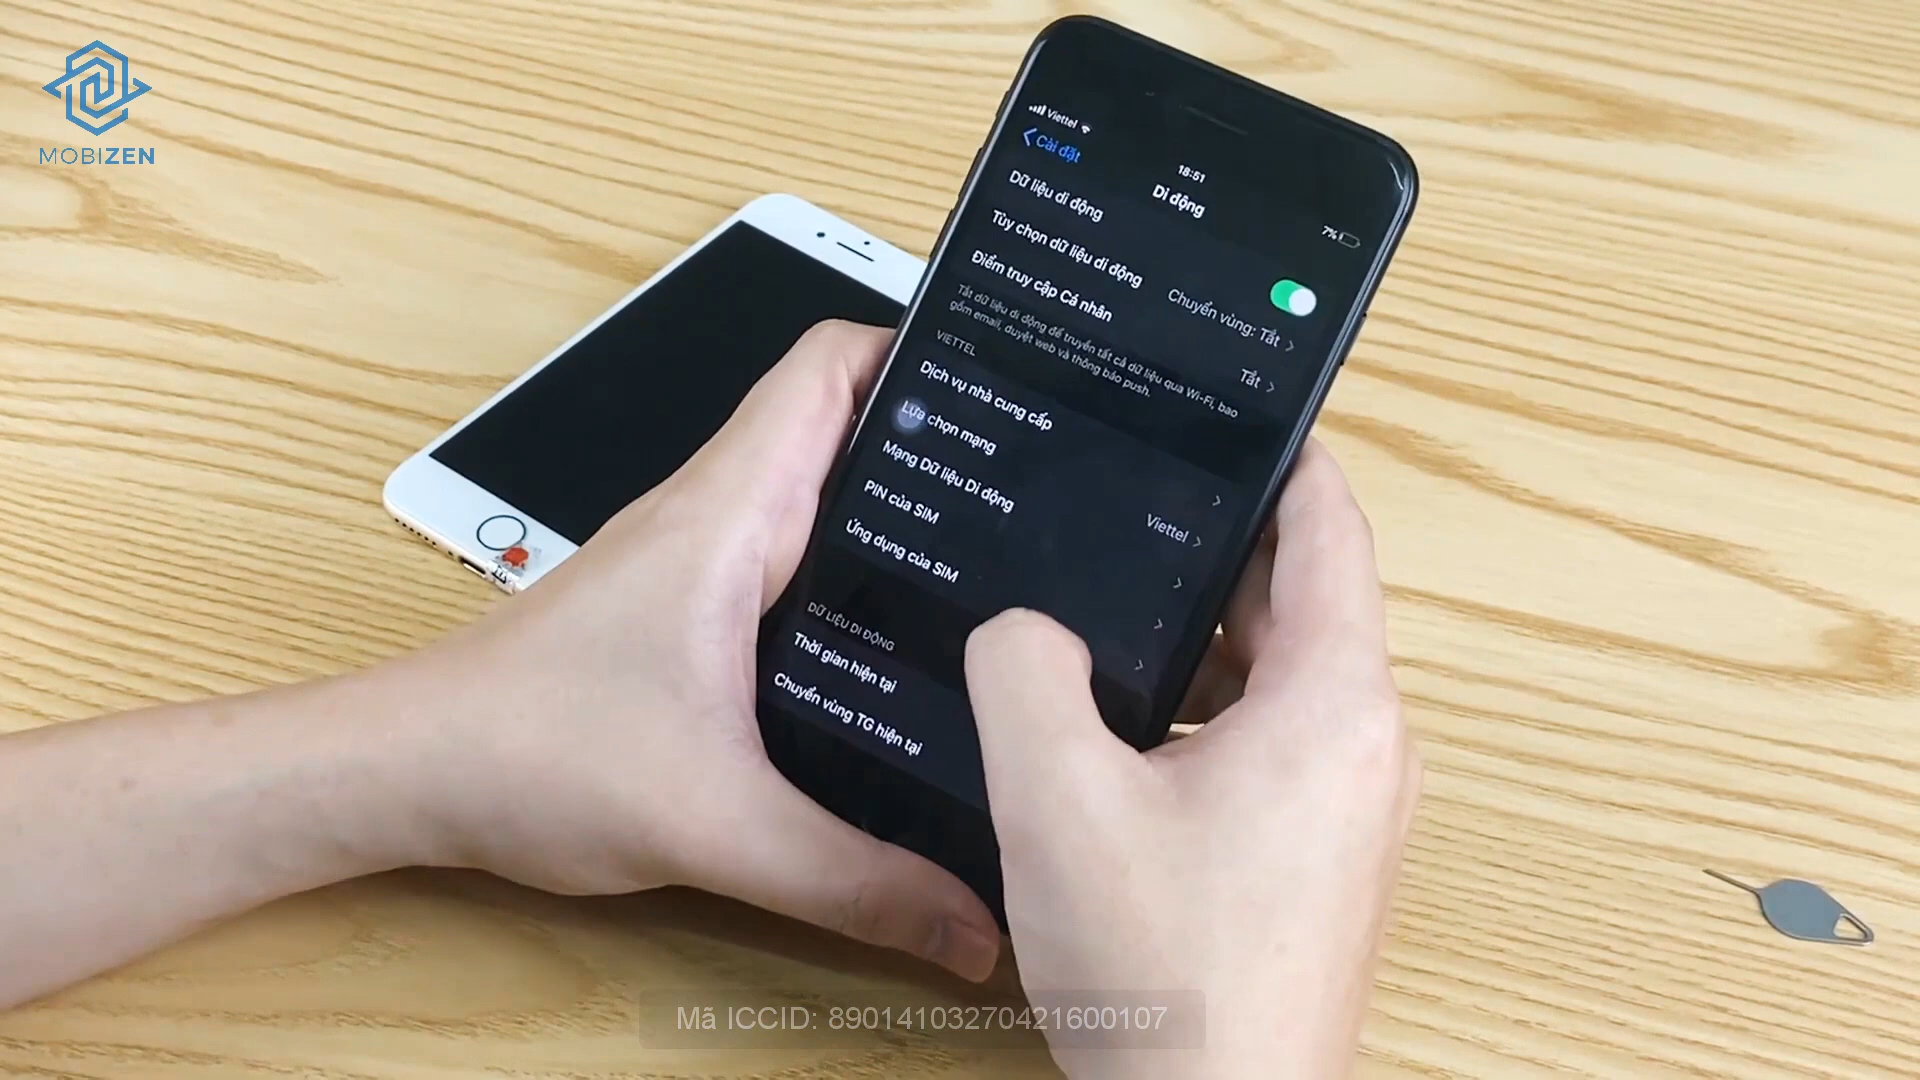 MOBIZEN
Viettel
18:51
7%
Cài đặt
Di động
Dữ liệu di động
Tùy chọn dữ liệu di động
Chuyển vùng: Tắt
Điểm truy cập Cá nhân
Tắt
Tắt dữ liệu di động để truyền tất cả dữ liệu qua Wi-Fi, bao
gồm email, duyệt web và thông báo push.
VIETTEL
Dịch vụ nhà cung cấp
Lựa chọn mạng
Viettel
Mạng Dữ liệu Di động
PIN của SIM
Ứng dụng của SIM
DỮ LIỆU DI ĐỘNG
Thời gian hiện tại
Chuyển vùng TG hiện tại
Mã ICCID: 89014103270421600107